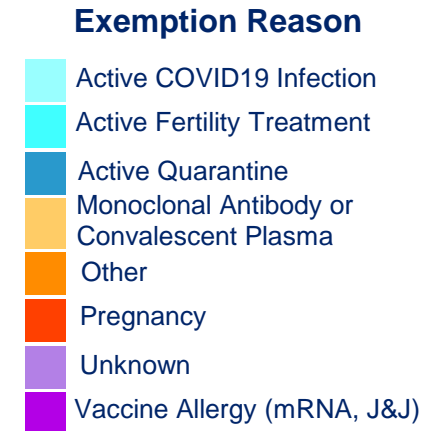 Exemption Reason
Active COVID19 Infection
Active Fertility Treatment
Active Quarantine
Monoclonal Antibody or
Convalescent Plasma
Other
Pregnancy
Unknown
Vaccine Allergy (mRNA, J&J)